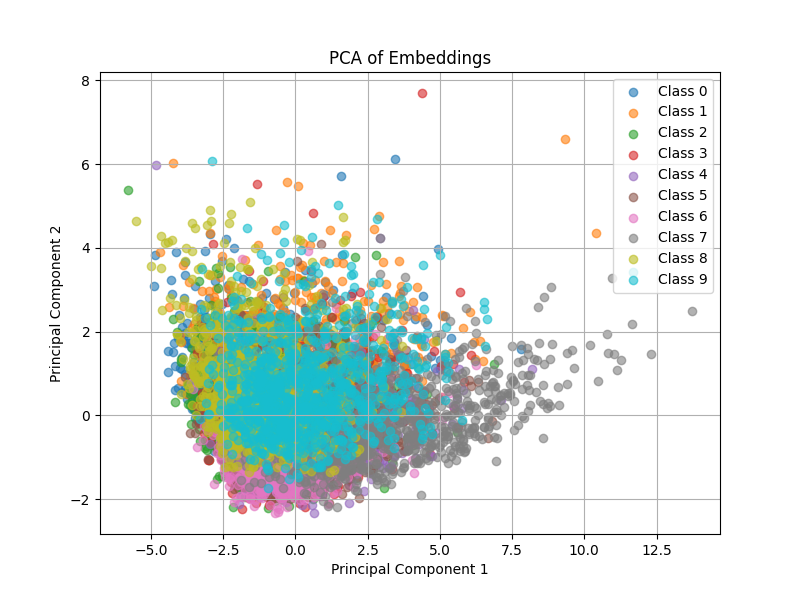 PCA of Embeddings
Principal Component 2
8
6
4
2
0
−2
Class 0
Class 1
Class 2
Class 3
Class 4
Class 5
Class 6
Class 7
Class 8
Class 9
−5.0 −2.5 0.0 2.5 5.0 7.5 10.0 12.5
Principal Component 1